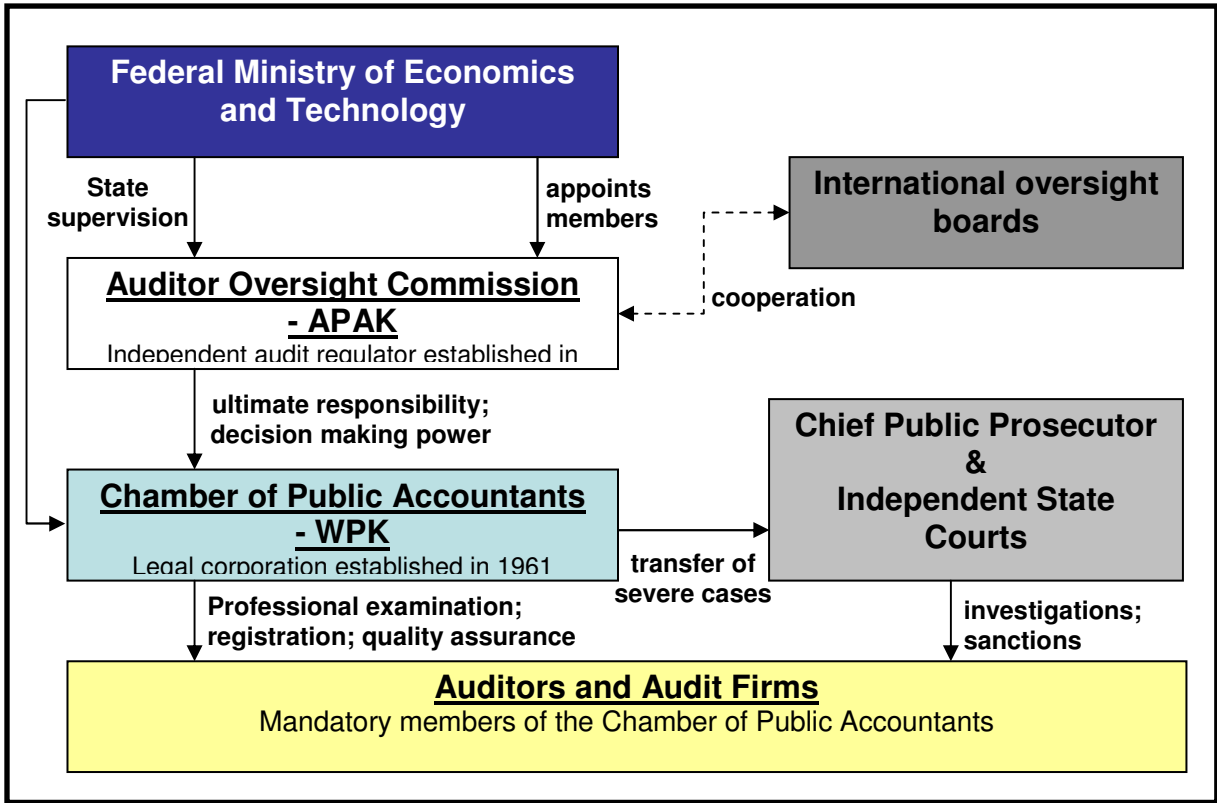 Federal Ministry of Economics
and Technology
State
supervision
appoints
members
International oversight
boards
Auditor Oversight Commission
- APAK
Independent audit regulator established in
cooperation
ultimate responsibility;
decision making power
Chief Public Prosecutor
&
Independent State
Courts
Chamber of Public Accountants
- WPK
Legal corporation established in 1961
transfer of
severe cases
Professional examination;
registration; quality assurance
investigations;
sanctions
Auditors and Audit Firms
Mandatory members of the Chamber of Public Accountants